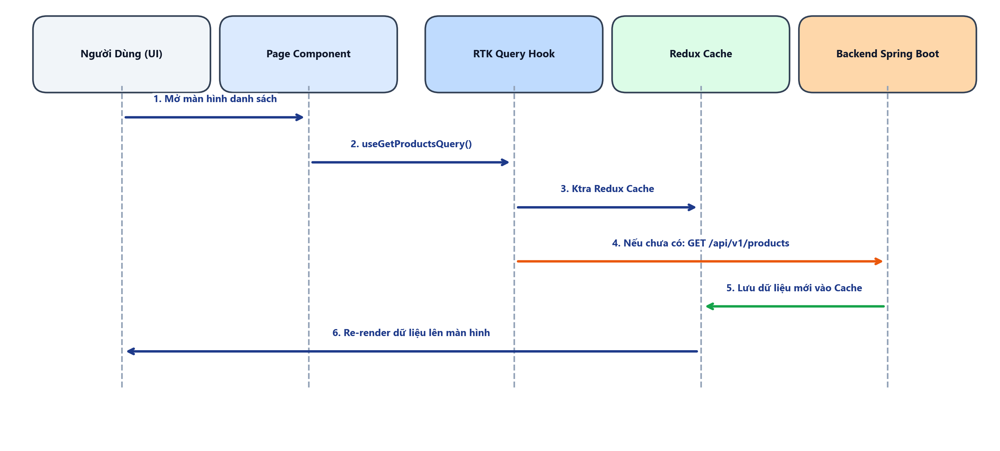 Người Dùng (UI)
Page Component
RTK Query Hook
Redux Cache
Backend Spring Boot
1. Mở màn hình danh sách
2. useGetProductsQuery()
3. Ktra Redux Cache
4. Nếu chưa có: GET /api/v1/products
5. Lưu dữ liệu mới vào Cache
6. Re-render dữ liệu lên màn hình